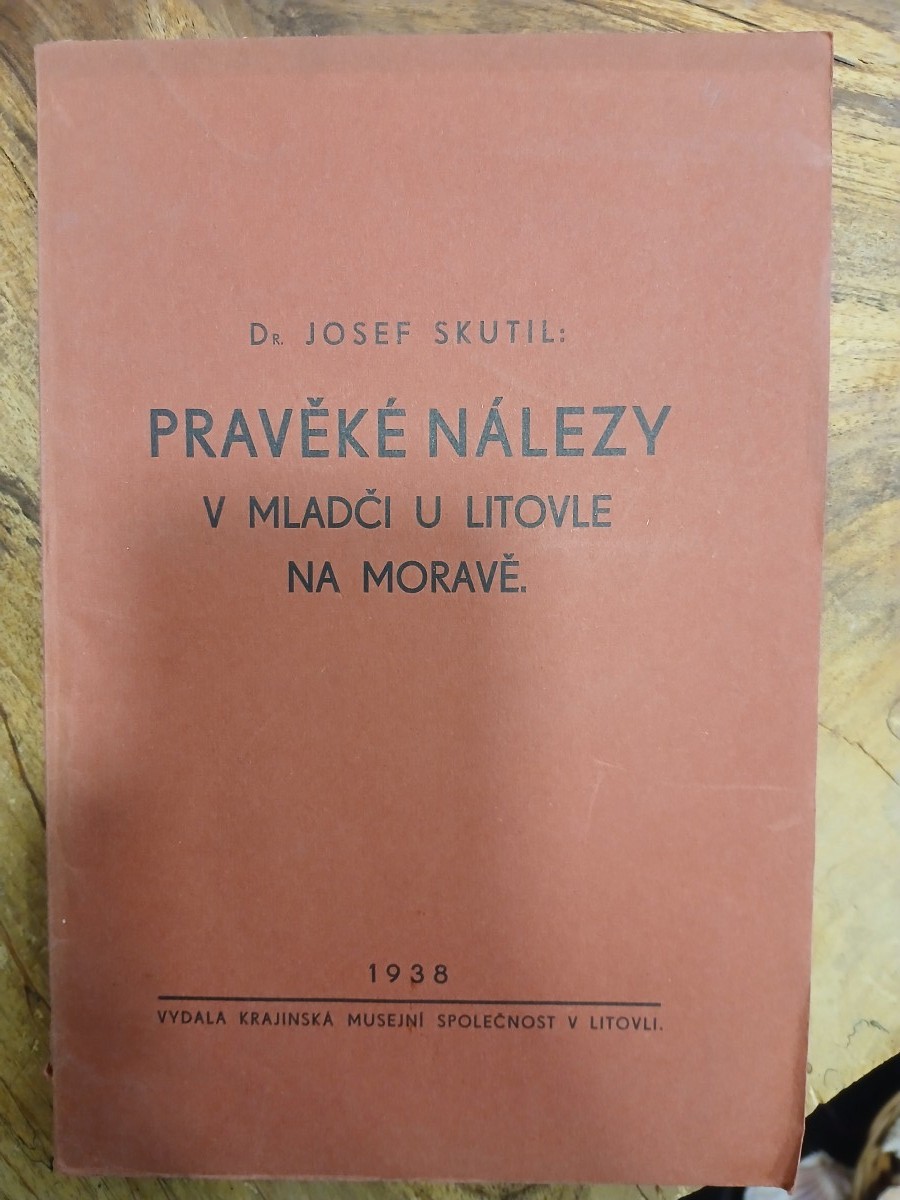 Dr. JOSEF SKUTIL:
PRAVĚKÉ NÁLEZY
V MLADČI U LITOVLE
NA MORAVĚ.
1938
VYDALA KRAJINSKÁ MUSEJNÍ SPOLEČNOST V LITOVLI.